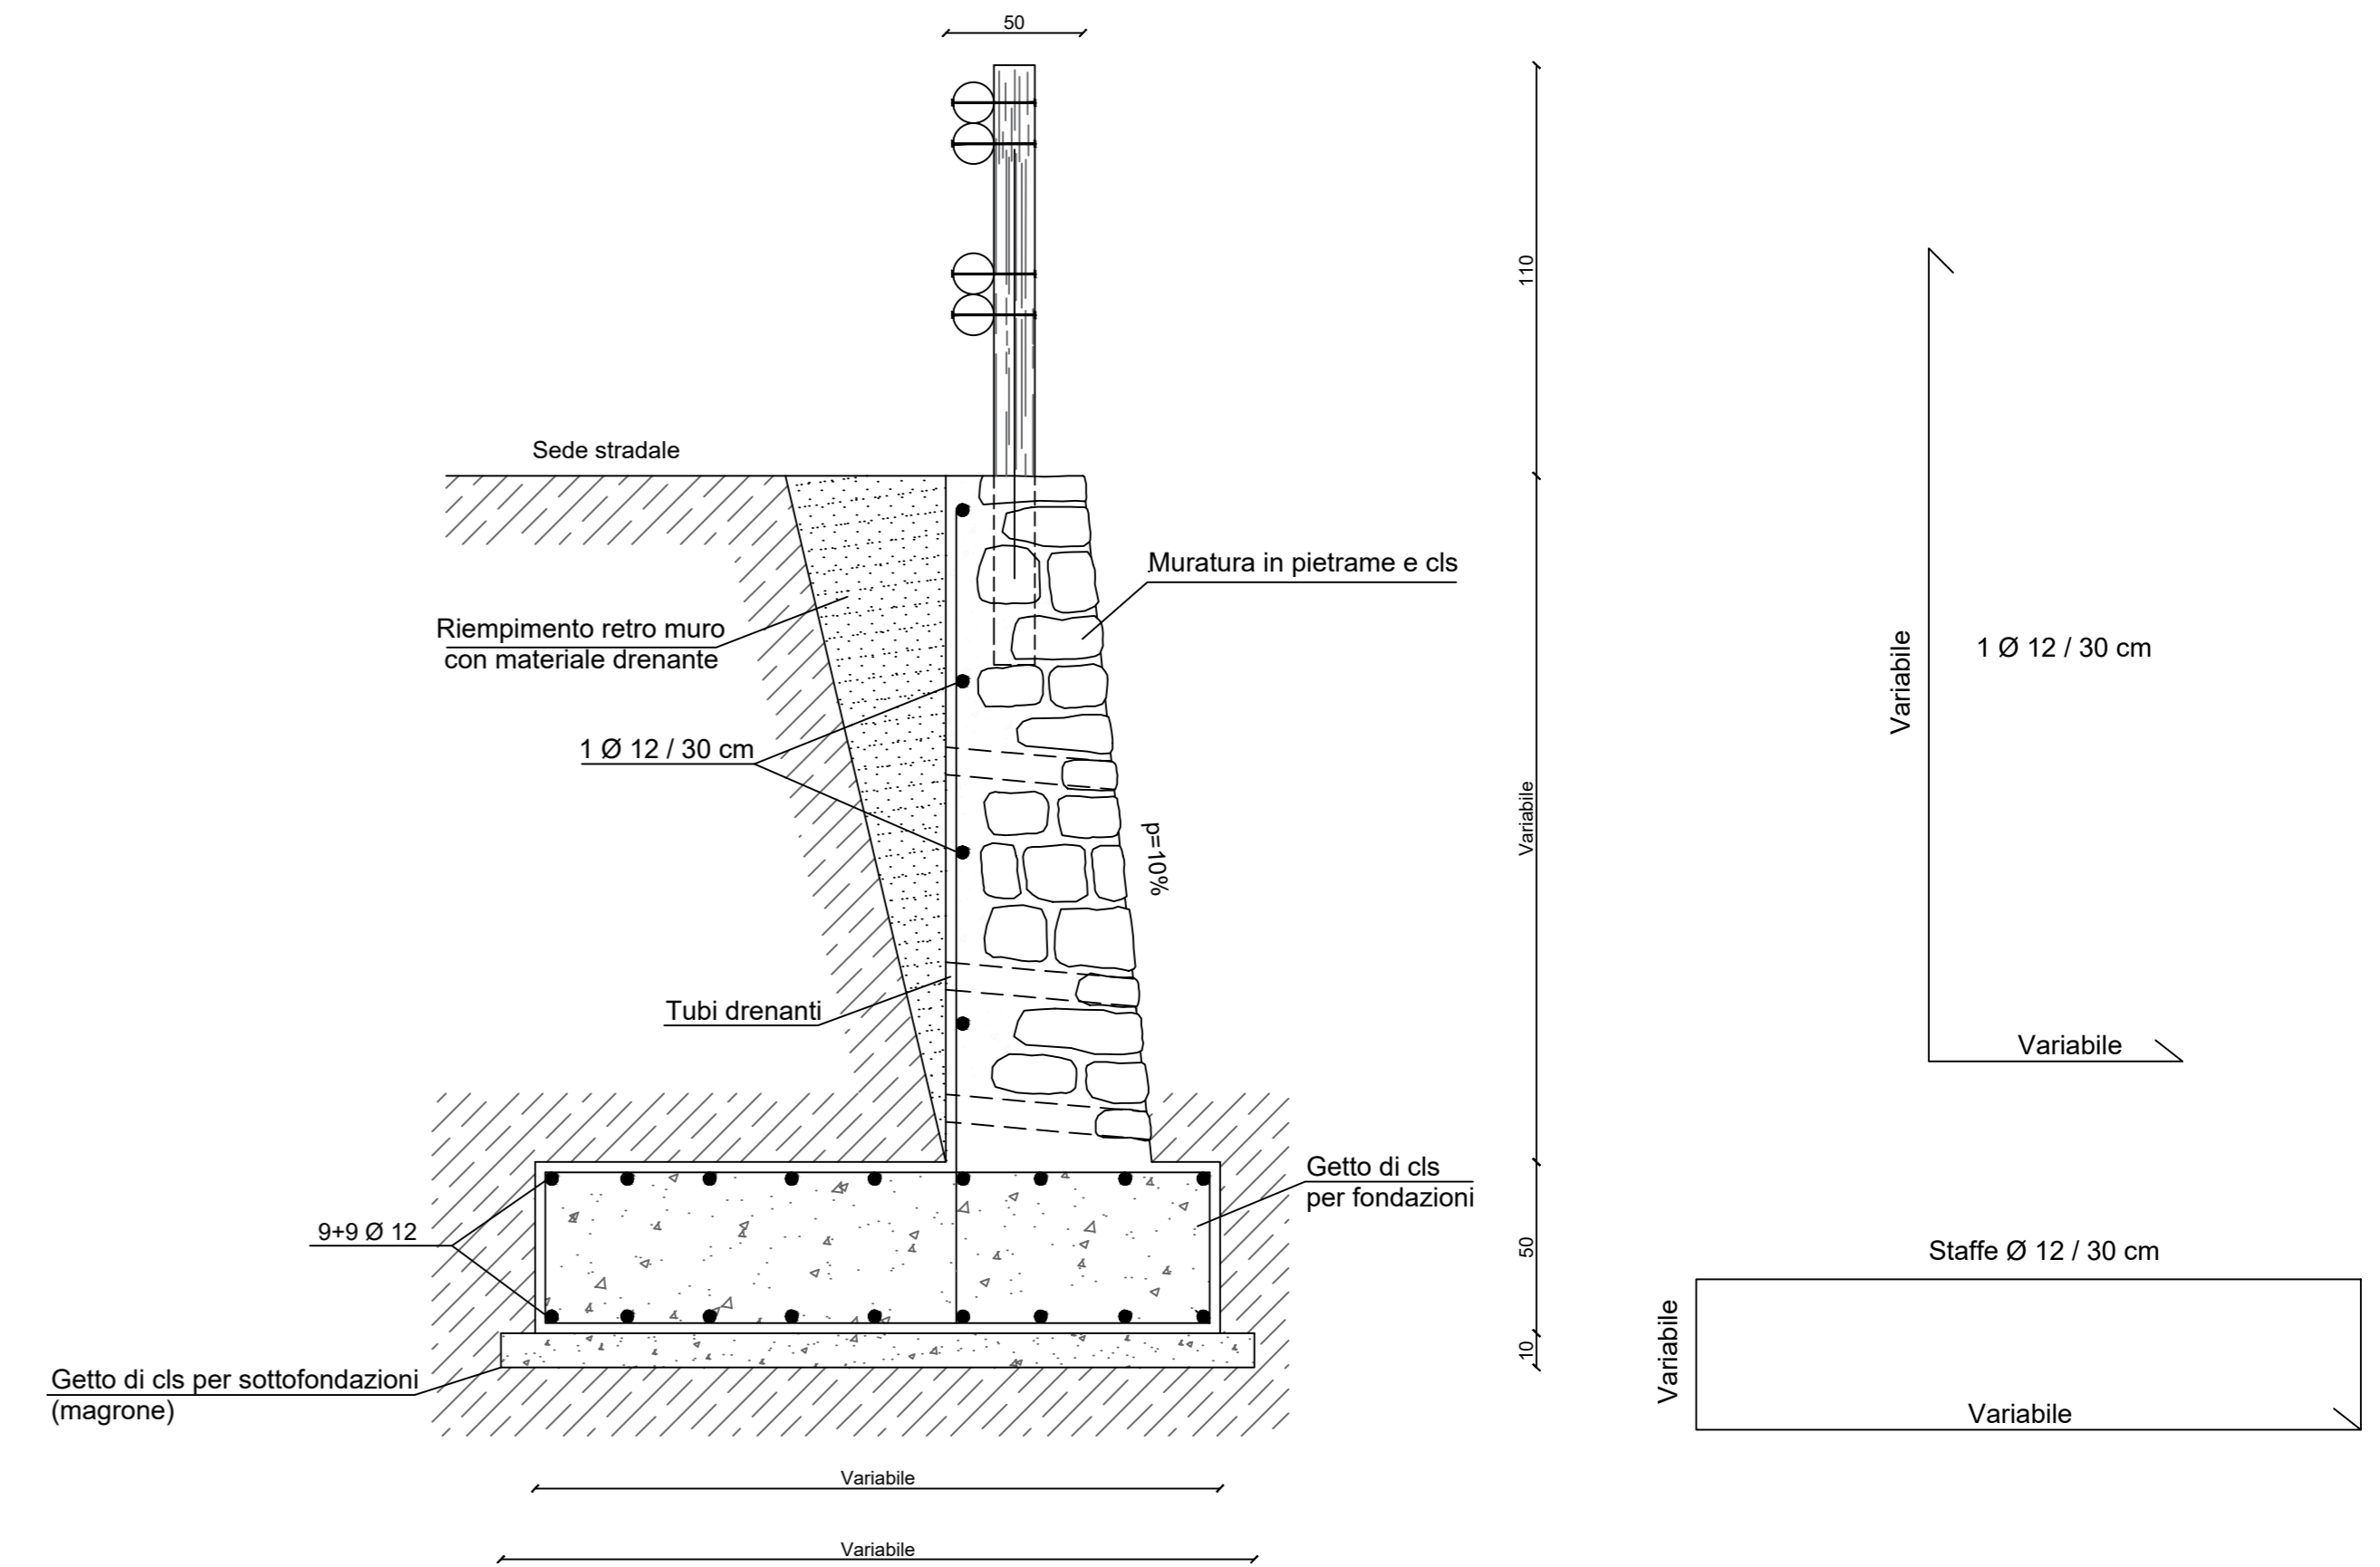 50
110
Sede stradale
Muratura in pietrame e cls
Riempimento retro muro
con materiale drenante
Variabile
1 Ø 12 / 30 cm
1 Ø 12 / 30 cm
Variabile
p=10%
Tubi drenanti
Variabile
Getto di cls
per fondazioni
9+9 Ø 12
50
Staffe Ø 12 / 30 cm
10
Variabile
Getto di cls per sottofondazioni
(magrone)
Variabile
Variabile
Variabile